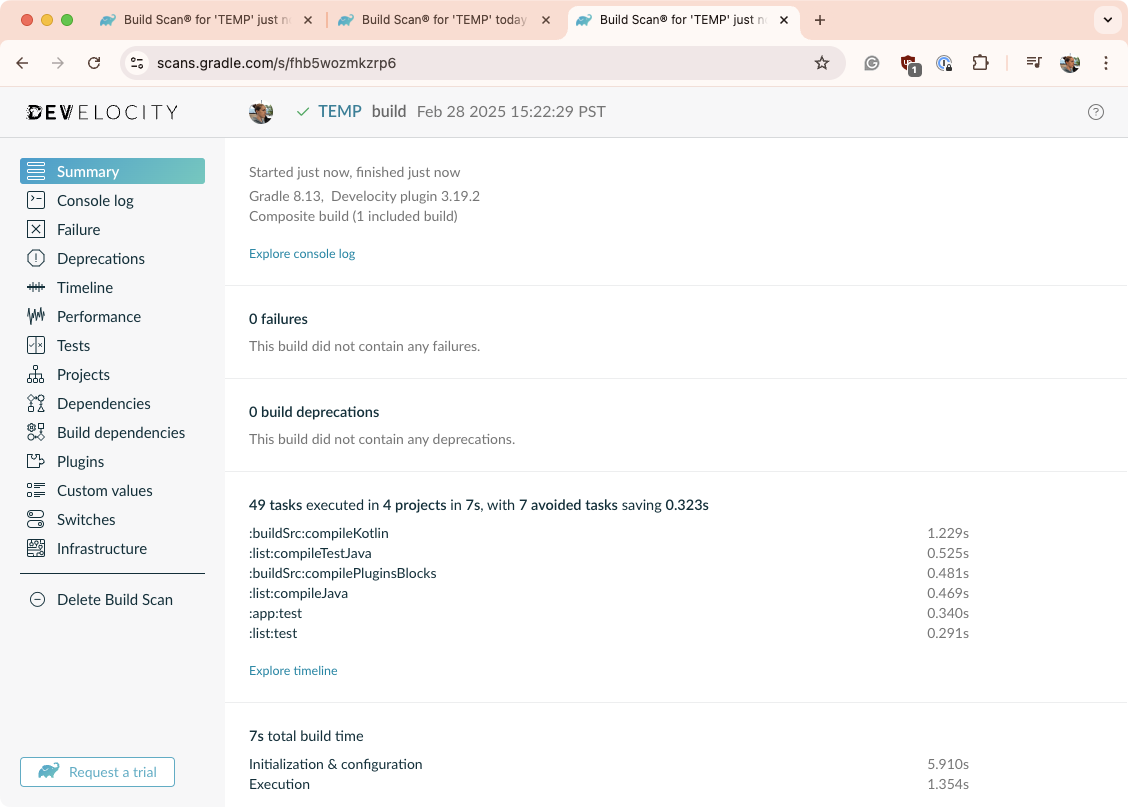 Build Scan® for 'TEMP' just n
Build Scan® for 'TEMP' today
Build Scan® for 'TEMP' just n
scans.gradle.com/s/fhb5wozmkzrp6
1
DEVELOCITY
TEMP build Feb 28 2025 15:22:29 PST
Summary
Console log
Failure
Deprecations
Timeline
Performance
Tests
Projects
Dependencies
Build dependencies
Plugins
Custom values
Switches
Infrastructure
Delete Build Scan
Request a trial
Started just now, finished just now
Gradle 8.13, Develocity plugin 3.19.2
Composite build (1 included build)
Explore console log
0 failures
This build did not contain any failures.
0 build deprecations
This build did not contain any deprecations.
49 tasks executed in 4 projects in 7s, with 7 avoided tasks saving 0.323s
:buildSrc:compileKotlin 1.229s
:list:compileTestJava 0.525s
:buildSrc:compilePluginsBlocks 0.481s
:list:compileJava 0.469s
:app:test 0.340s
:list:test 0.291s
Explore timeline
7s total build time
Initialization & configuration 5.910s
Execution 1.354s